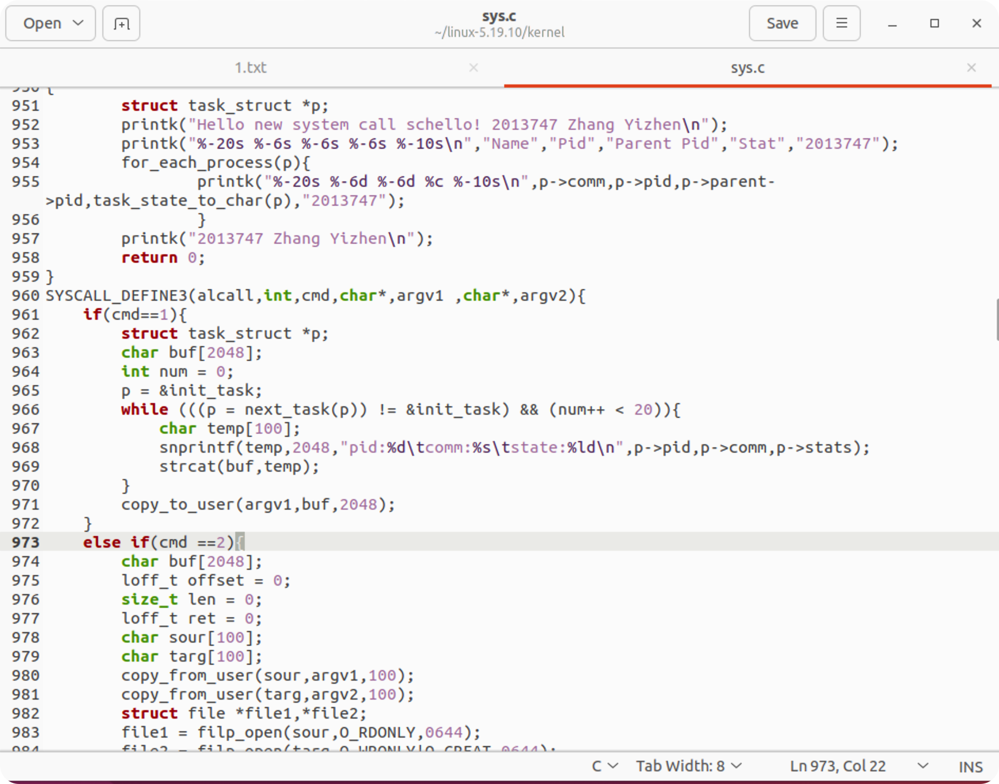 Open
sys.c
~/linux-5.19.10/kernel
Save
1.txt
sys.c
950 {
951 struct task_struct *p;
952 printk("Hello new system call schello! 2013747 Zhang Yizhen\n");
953 printk("%-20s %-6s %-6s %-6s %-10s\n","Name","Pid","Parent Pid","Stat","2013747");
954 for_each_process(p){
955 printk("%-20s %-6d %-6d %c %-10s\n",p->comm,p->pid,p->parent-
>pid,task_state_to_char(p),"2013747");
956 }
957 printk("2013747 Zhang Yizhen\n");
958 return 0;
959 }
960 SYSCALL_DEFINE3(alcall,int,cmd,char*,argv1 ,char*,argv2){
961 if(cmd==1){
962 struct task_struct *p;
963 char buf[2048];
964 int num = 0;
965 p = &init_task;
966 while (((p = next_task(p)) != &init_task) && (num++ < 20)){
967 char temp[100];
968 snprintf(temp,2048,"pid:%d\tcomm:%s\tstate:%ld\n",p->pid,p->comm,p->stats);
969 strcat(buf,temp);
970 }
971 copy_to_user(argv1,buf,2048);
972 }
973 else if(cmd ==2){
974 char buf[2048];
975 loff_t offset = 0;
976 size_t len = 0;
977 loff_t ret = 0;
978 char sour[100];
979 char targ[100];
980 copy_from_user(sour,argv1,100);
981 copy_from_user(targ,argv2,100);
982 struct file *file1,*file2;
983 file1 = filp_open(sour,O_RDONLY,0644);
984 file2 = filp_open(targ,O_WRONLY|O_CREAT,0644);
C
Tab Width: 8
Ln 973, Col 22
INS